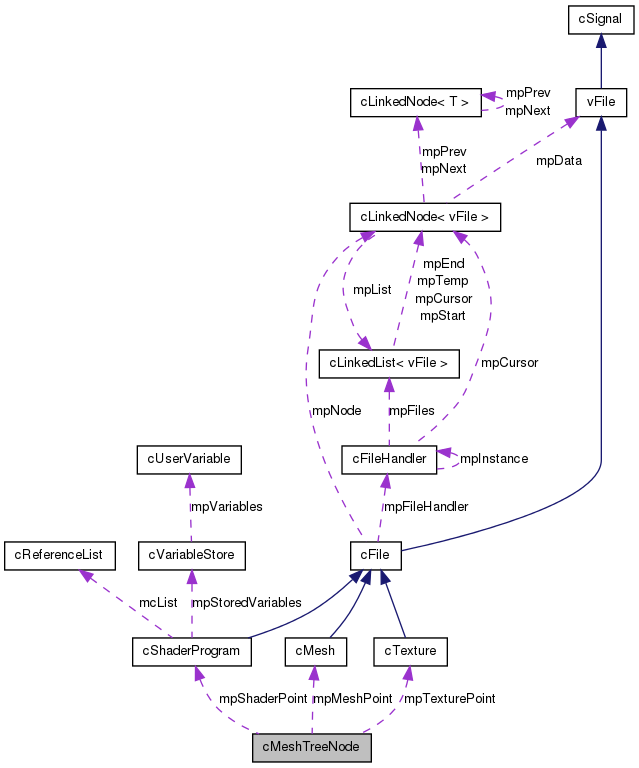 cSignal
mpPrev
cLinkedNode< T >
vFile
mpNext
mpPrev
mpData
mpNext
cLinkedNode< vFile >
mpEnd
mpTemp
mpList
mpCursor
mpStart
cLinkedList< vFile >
mpCursor
mpNode
mpFiles
cUserVariable
cFileHandler
mpInstance
mpVariables
mpFileHandler
cReferenceList
cVariableStore
cFile
mcList
mpStoredVariables
cShaderProgram
cMesh
cTexture
mpShaderPoint
mpMeshPoint
mpTexturePoint
cMeshTreeNode